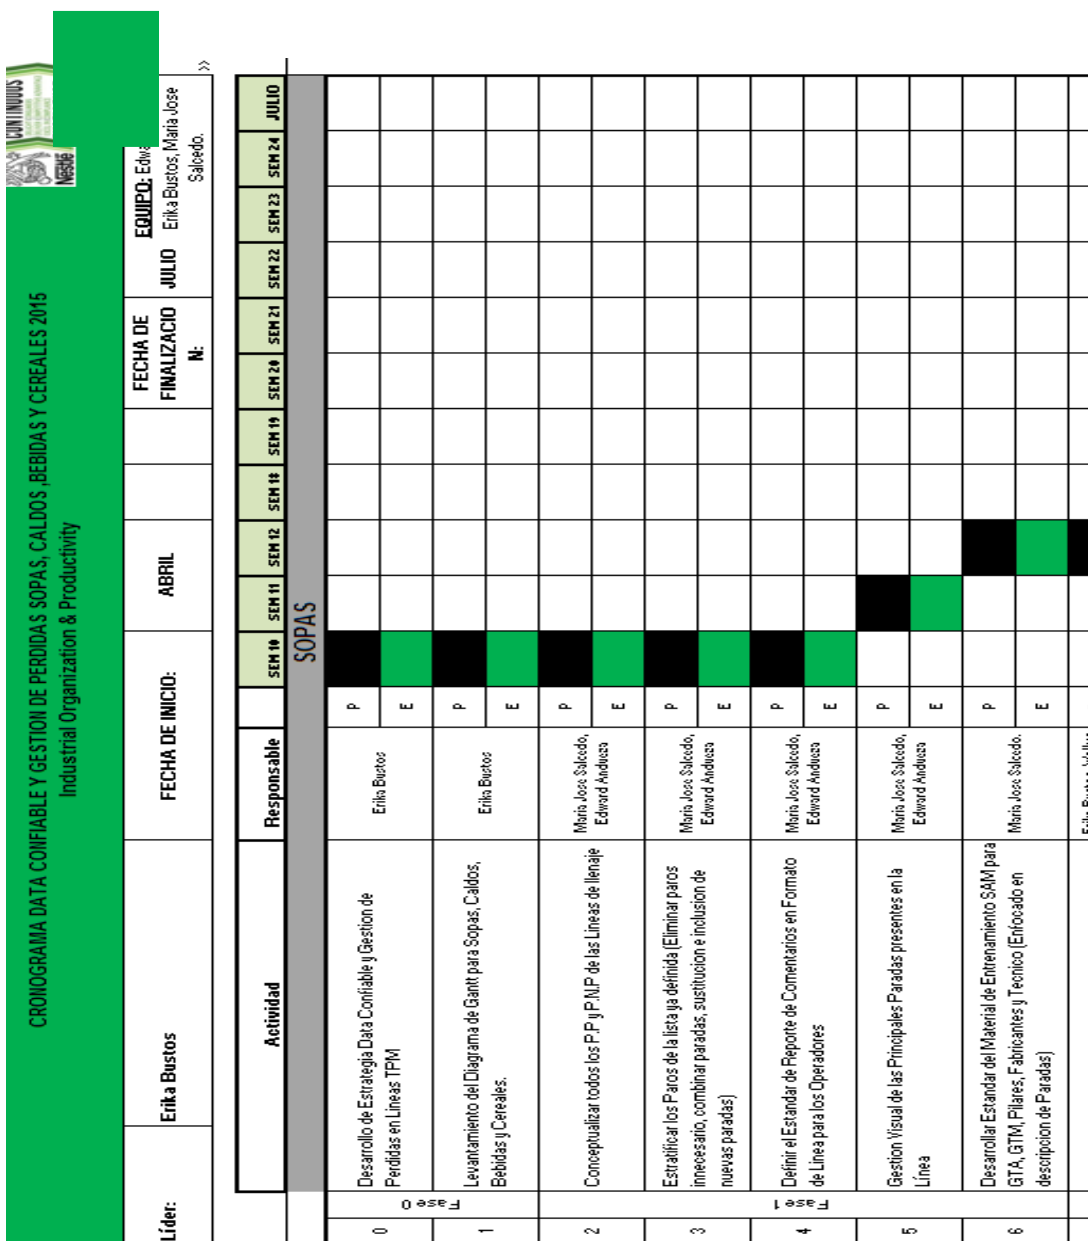 CONTINUOUS
Nestlé
CRONOGRAMA DATA CONFIABLE Y GESTION DE PERDIDAS SOPAS, CALDOS ,BEBIDAS Y CEREALES 2015
Industrial Organization & Productivity
Líder:
Erika Bustos
FECHA DE INICIO:
ABRIL
FECHA DE
FINALIZACIO
N:
JULIO
EQUIPO:
Erika Bustos, Maria Jose
Salcedo.
>>
Actividad
Responsable
SEM 10
SEM 11
SEM 12
SEM 18
SEM 19
SEM 20
SEM 21
SEM 22
SEM 23
SEM 24
JULIO
SOPAS
Fase 0
0
Desarrollo de Estrategia Data Confiable y Gestion de
Perdidas en Lineas TPM
Erika Bustos
P
E
1
Levantamiento del Diagrama de Gantt para Sopas, Caldos,
Bebidas y Cereales.
Erika Bustos
P
E
Fase 1
2
Conceptualizar todos los P.P y P.N.P de las Lineas de llenaje
Maria Jose Salcedo,
Edward Andueza
P
E
3
Estratificar los Paros de la lista ya definida (Eliminar paros
innecesario, combinar paradas, sustitucion e inclusion de
nuevas paradas)
Maria Jose Salcedo,
Edward Andueza
P
E
4
Definir el Estandar de Reporte de Comentarios en Formato
de Linea para los Operadores
Maria Jose Salcedo,
Edward Andueza
P
E
5
Gestion Visual de las Principales Paradas presentes en la
Línea
Maria Jose Salcedo,
Edward Andueza
P
E
6
Desarrollar Estandar del Material de Entrenamiento SAM para
GTA, GTM, Pilares, Fabricantes y Tecnico (Enfocado en
descripcion de Paradas)
Maria Jose Salcedo.
P
E